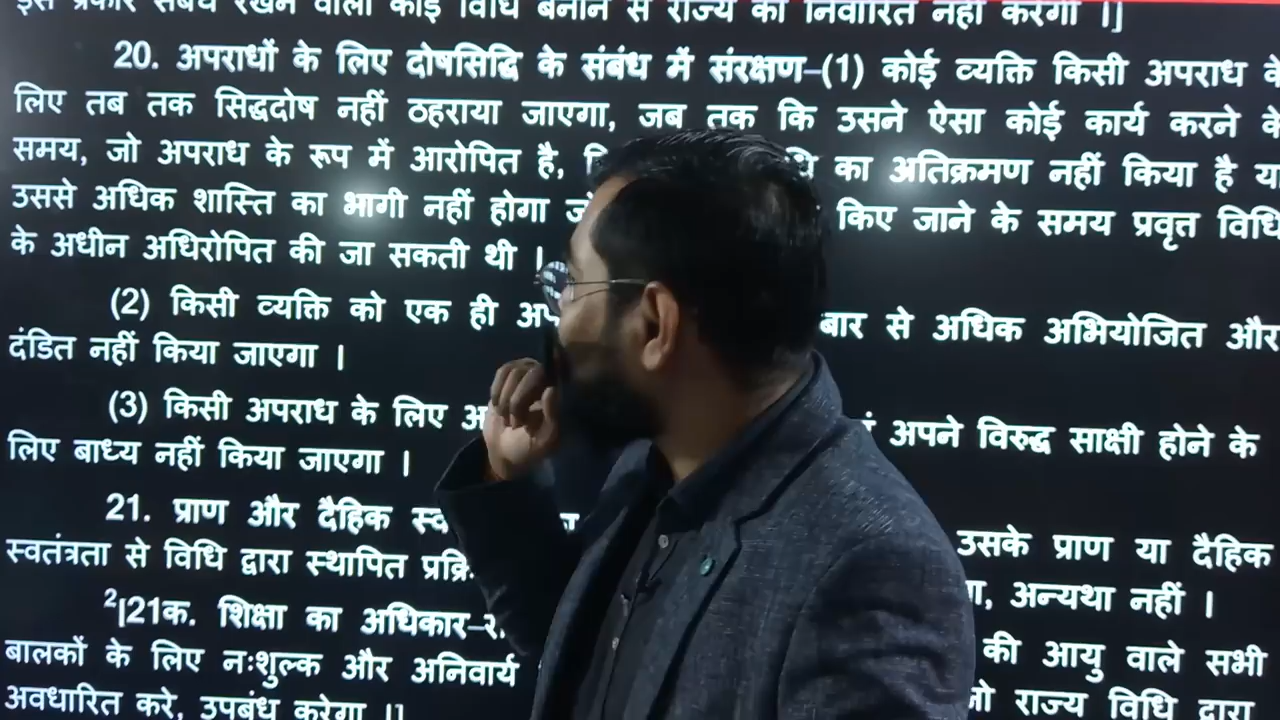 इस प्रकार संबंध रखने वाली कोई विधि बनाने से राज्य को निवारित नहीं करेगी ।]
20. अपराधों के लिए दोषसिद्धि के संबंध में संरक्षण–(1) कोई व्यक्ति किसी अपराध के
लिए तब तक सिद्धदोष नहीं ठहराया जाएगा, जब तक कि उसने ऐसा कोई कार्य करने के
समय, जो अपराध के रूप में आरोपित है, का अतिक्रमण नहीं किया है या
उससे अधिक शास्ति का भागी नहीं होगा किए जाने के समय प्रवृत्त विधि
के अधीन अधिरोपित की जा सकती थी ।
(2) किसी व्यक्ति को एक ही बार से अधिक अभियोजित और
दंडित नहीं किया जाएगा ।
(3) किसी अपराध के लिए अपने विरुद्ध साक्षी होने के
लिए बाध्य नहीं किया जाएगा ।
21. प्राण और दैहिक उसके प्राण या दैहिक
स्वतंत्रता से विधि द्वारा स्थापित अन्यथा नहीं ।
2[21क. शिक्षा का अधिकार– की आयु वाले सभी
बालकों के लिए नःशुल्क और अनिवार्य राज्य विधि द्वारा
अवधारित करे, उपबंध करेगा ।]